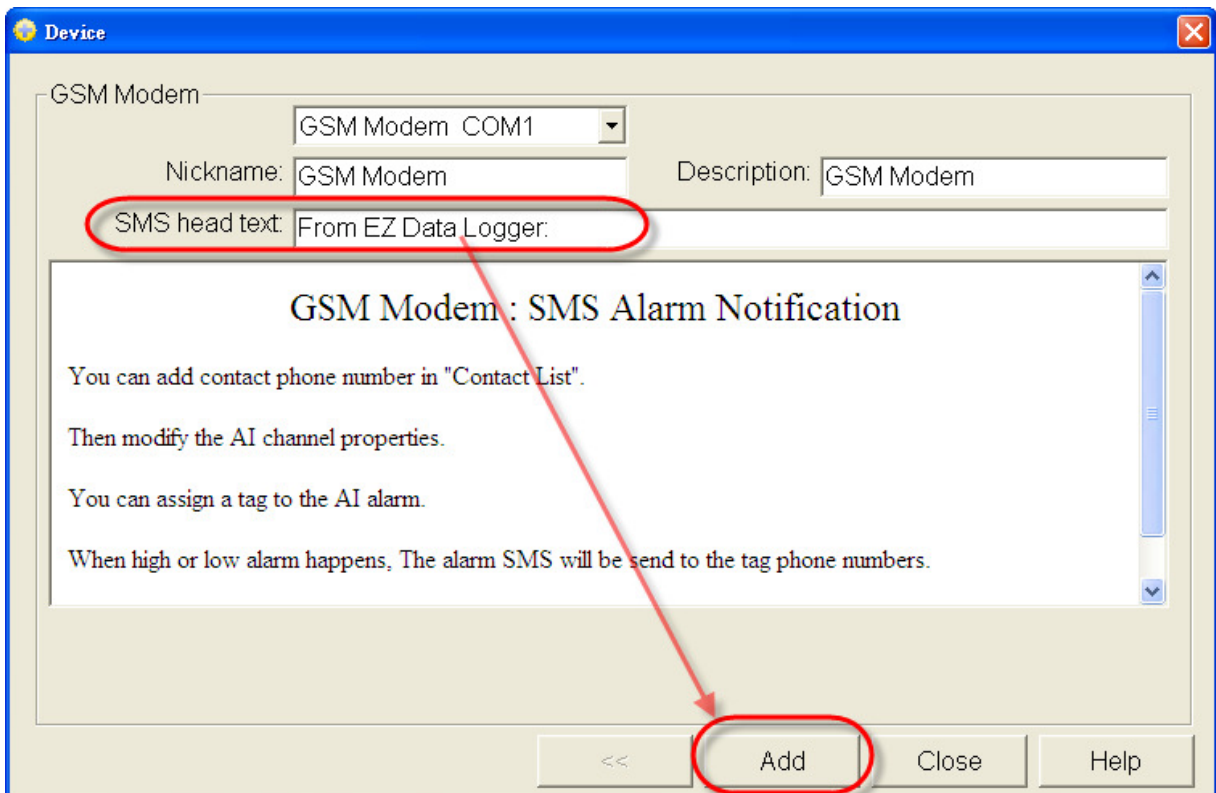 Device
GSM Modem
GSM Modem  COM1
Nickname: GSM Modem Description: GSM Modem
SMS head text: From EZ Data Logger:
GSM Modem : SMS Alarm Notification
You can add contact phone number in "Contact List".
Then modify the AI channel properties.
You can assign a tag to the AI alarm.
When high or low alarm happens, The alarm SMS will be send to the tag phone numbers.
<< Add Close Help